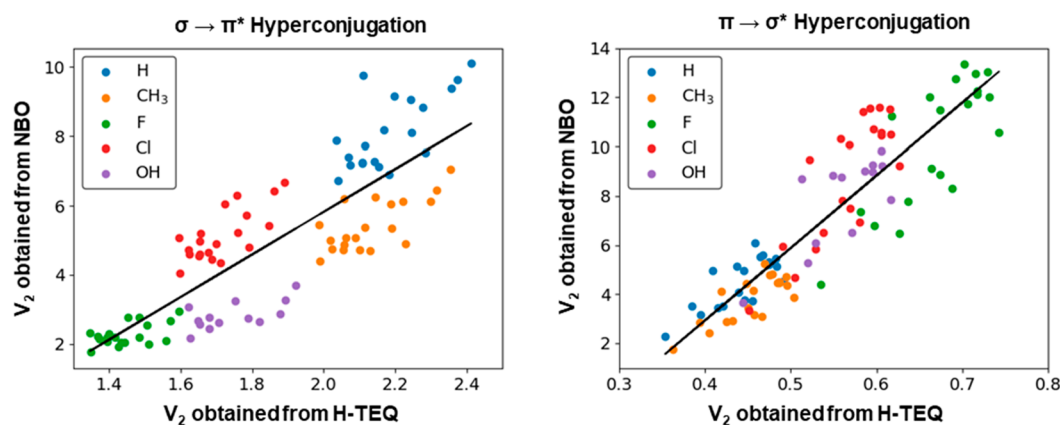 σ → π* Hyperconjugation
V₂ obtained from NBO
10
8
6
4
2
H
CH₃
F
Cl
OH
1.4
1.6
1.8
2.0
2.2
2.4
V₂ obtained from H-TEQ
π → σ* Hyperconjugation
V₂ obtained from NBO
14
12
10
8
6
4
2
H
CH₃
F
Cl
OH
0.3
0.4
0.5
0.6
0.7
0.8
V₂ obtained from H-TEQ